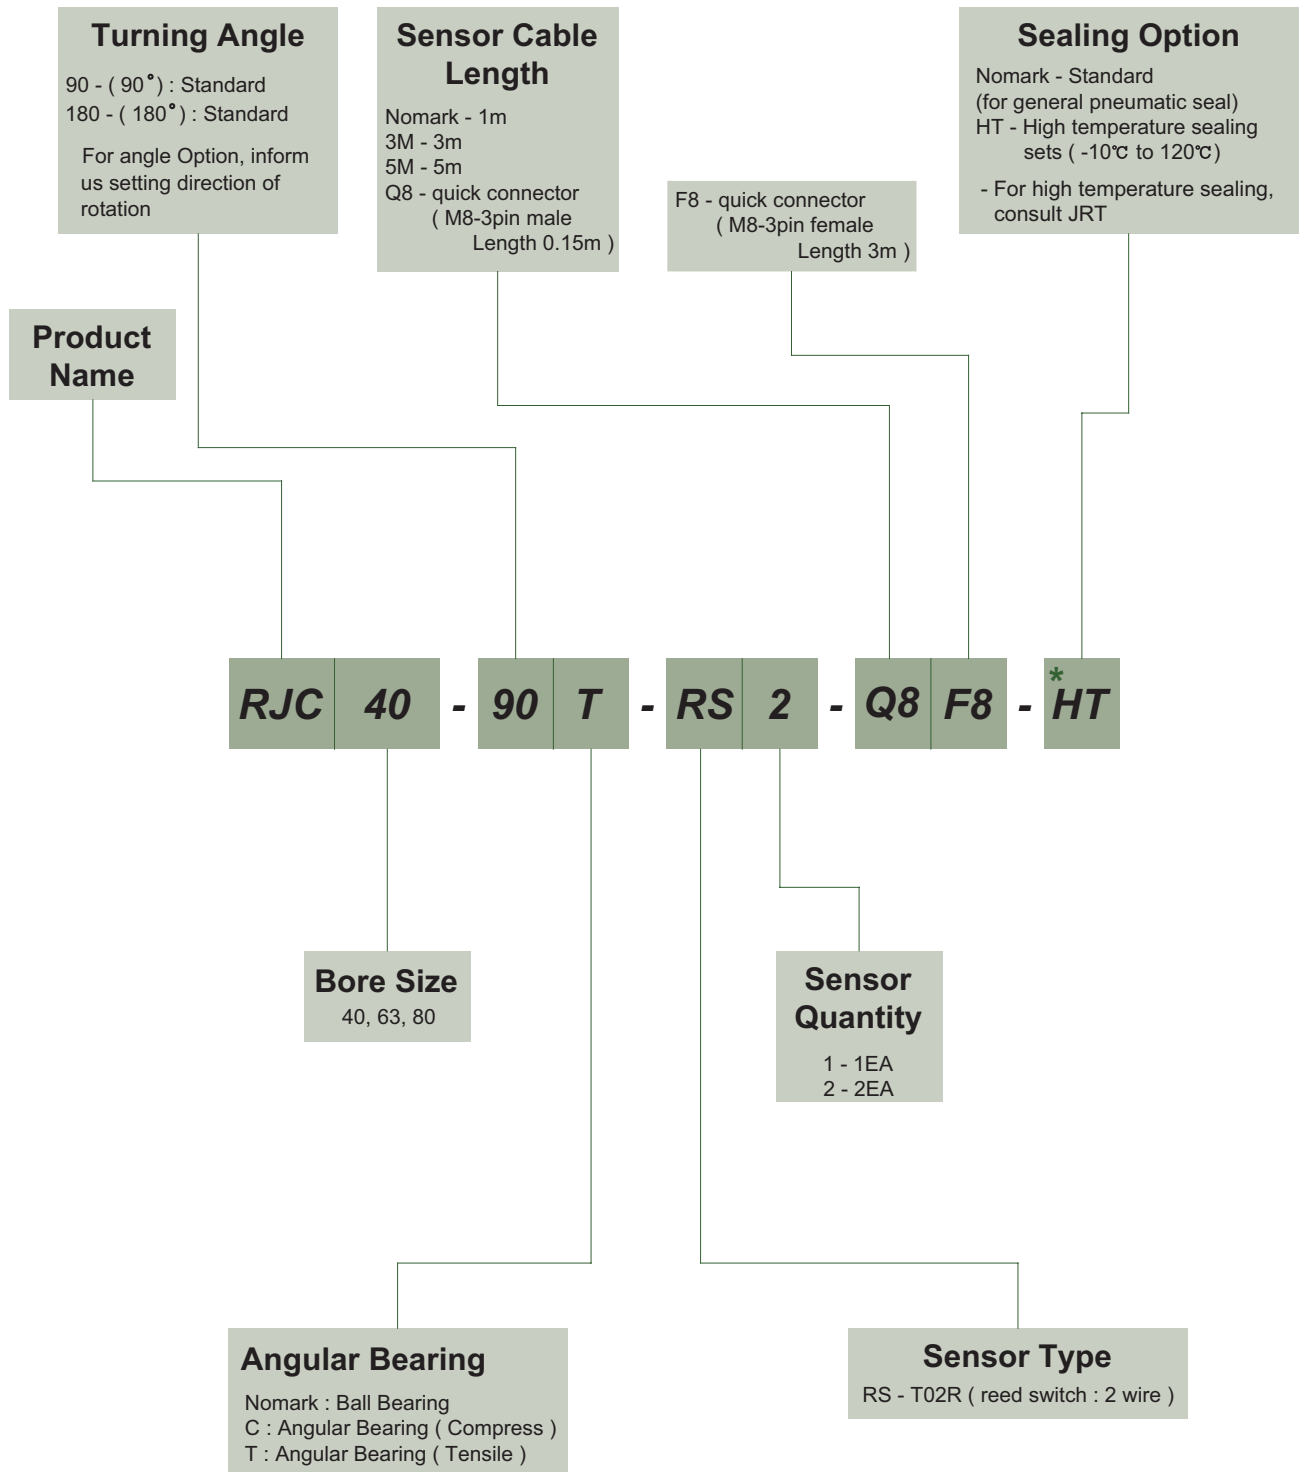 Turning Angle
90 - ( 90° ) : Standard
180 - ( 180° ) : Standard
For angle Option, inform
us setting direction of
rotation
Sensor Cable
Length
Nomark - 1m
3M - 3m
5M - 5m
Q8 - quick connector
( M8-3pin male
Length 0.15m )
F8 - quick connector
( M8-3pin female
Length 3m )
Sealing Option
Nomark - Standard
(for general pneumatic seal)
HT - High temperature sealing
sets ( -10℃ to 120℃ )
- For high temperature sealing,
consult JRT
Product
Name
RJC 40 - 90 T - RS 2 - Q8 F8 - *HT
Bore Size
40, 63, 80
Sensor
Quantity
1 - 1EA
2 - 2EA
Angular Bearing
Nomark : Ball Bearing
C : Angular Bearing ( Compress )
T : Angular Bearing ( Tensile )
Sensor Type
RS - T02R ( reed switch : 2 wire )